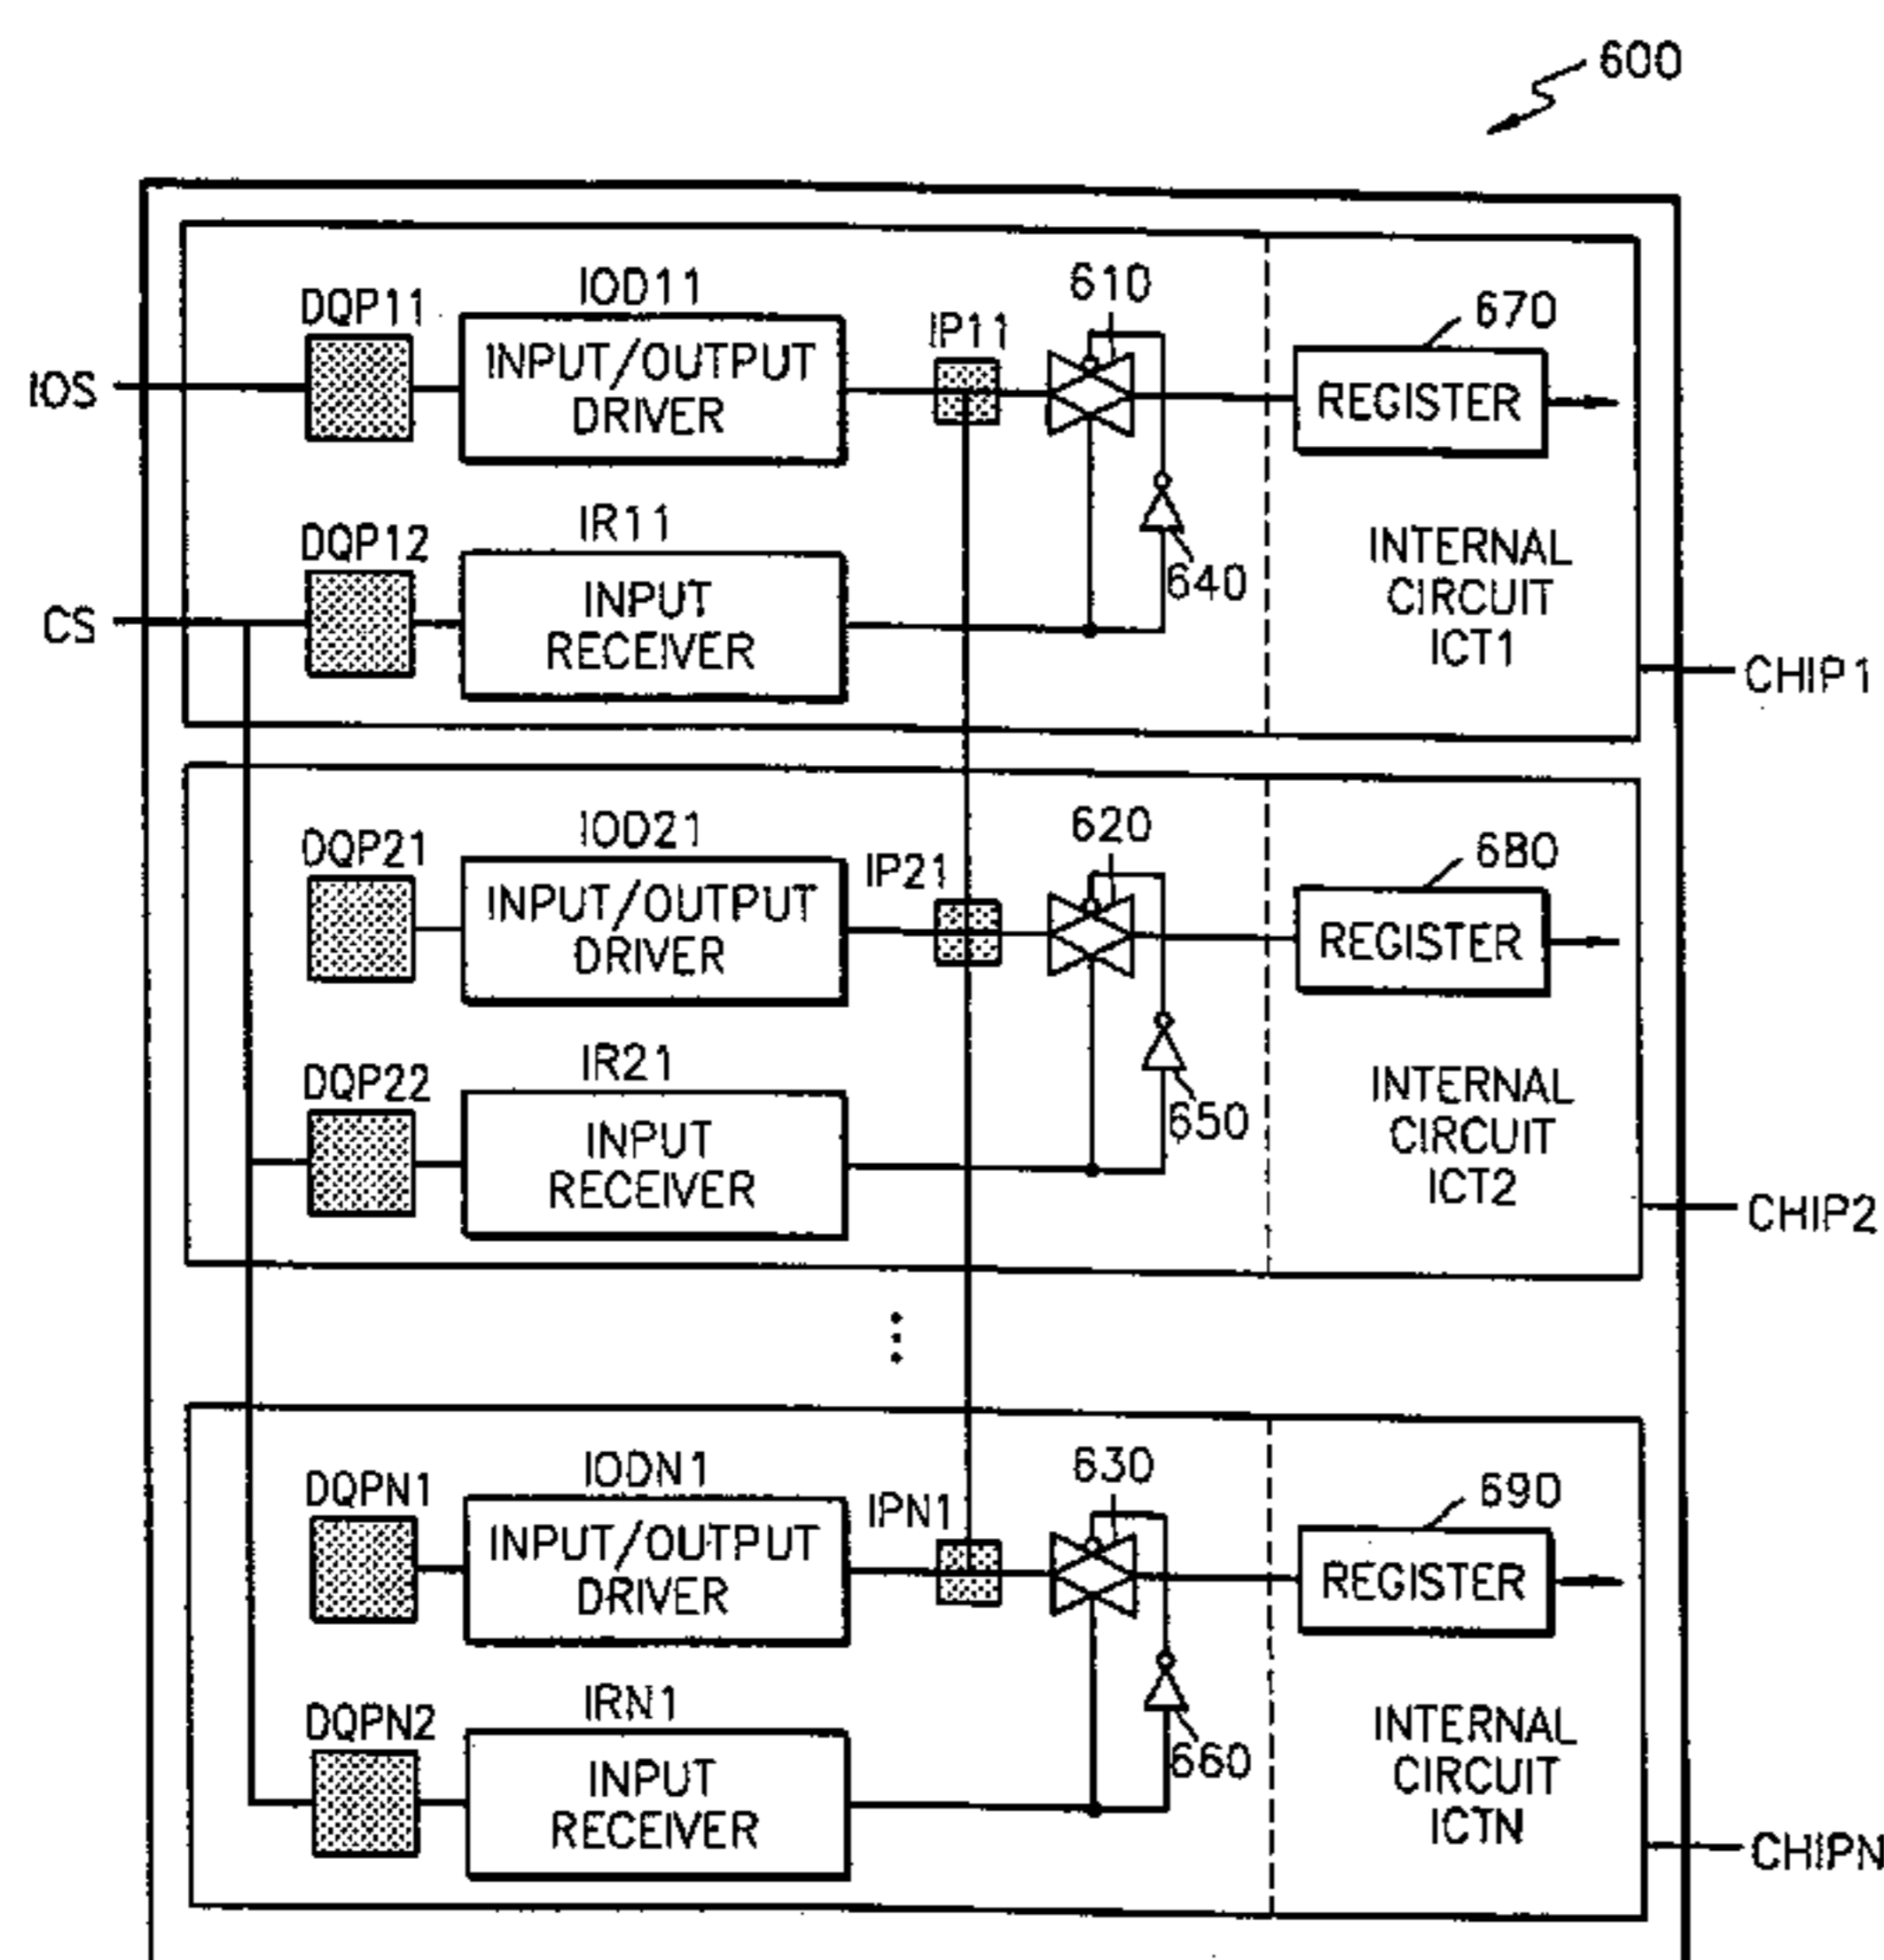 600
IOS
CS
DQP11
IOD11
INPUT/OUTPUT
DRIVER
IP11
610
670
REGISTER
DQP12
IR11
INPUT
RECEIVER
640
INTERNAL
CIRCUIT
ICT1
CHIP1
DQP21
IOD21
INPUT/OUTPUT
DRIVER
IP21
620
680
REGISTER
DQP22
IR21
INPUT
RECEIVER
650
INTERNAL
CIRCUIT
ICT2
CHIP2
DQPN1
IODN1
INPUT/OUTPUT
DRIVER
IPN1
630
690
REGISTER
DQPN2
IRN1
INPUT
RECEIVER
660
INTERNAL
CIRCUIT
ICTN
CHIPN